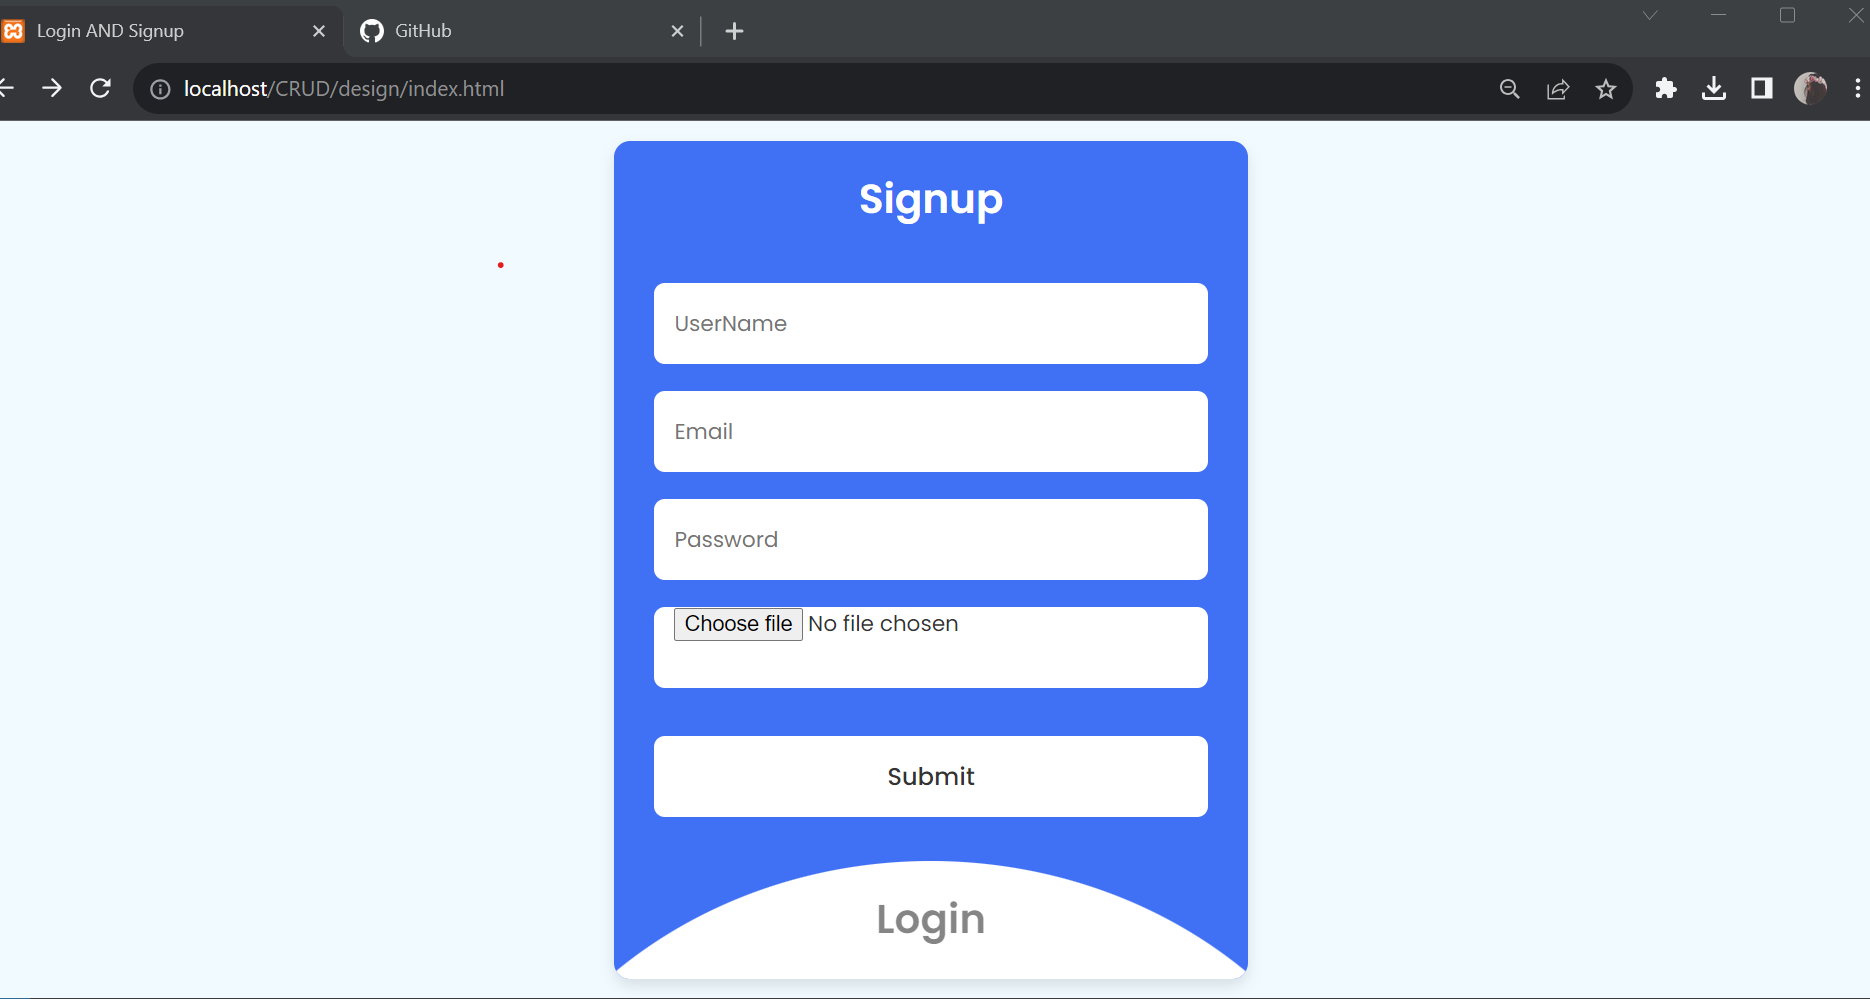 Login AND Signup
GitHub
localhost/CRUD/design/index.html
Signup
UserName
Email
Password
Choose file No file chosen
Submit
Login